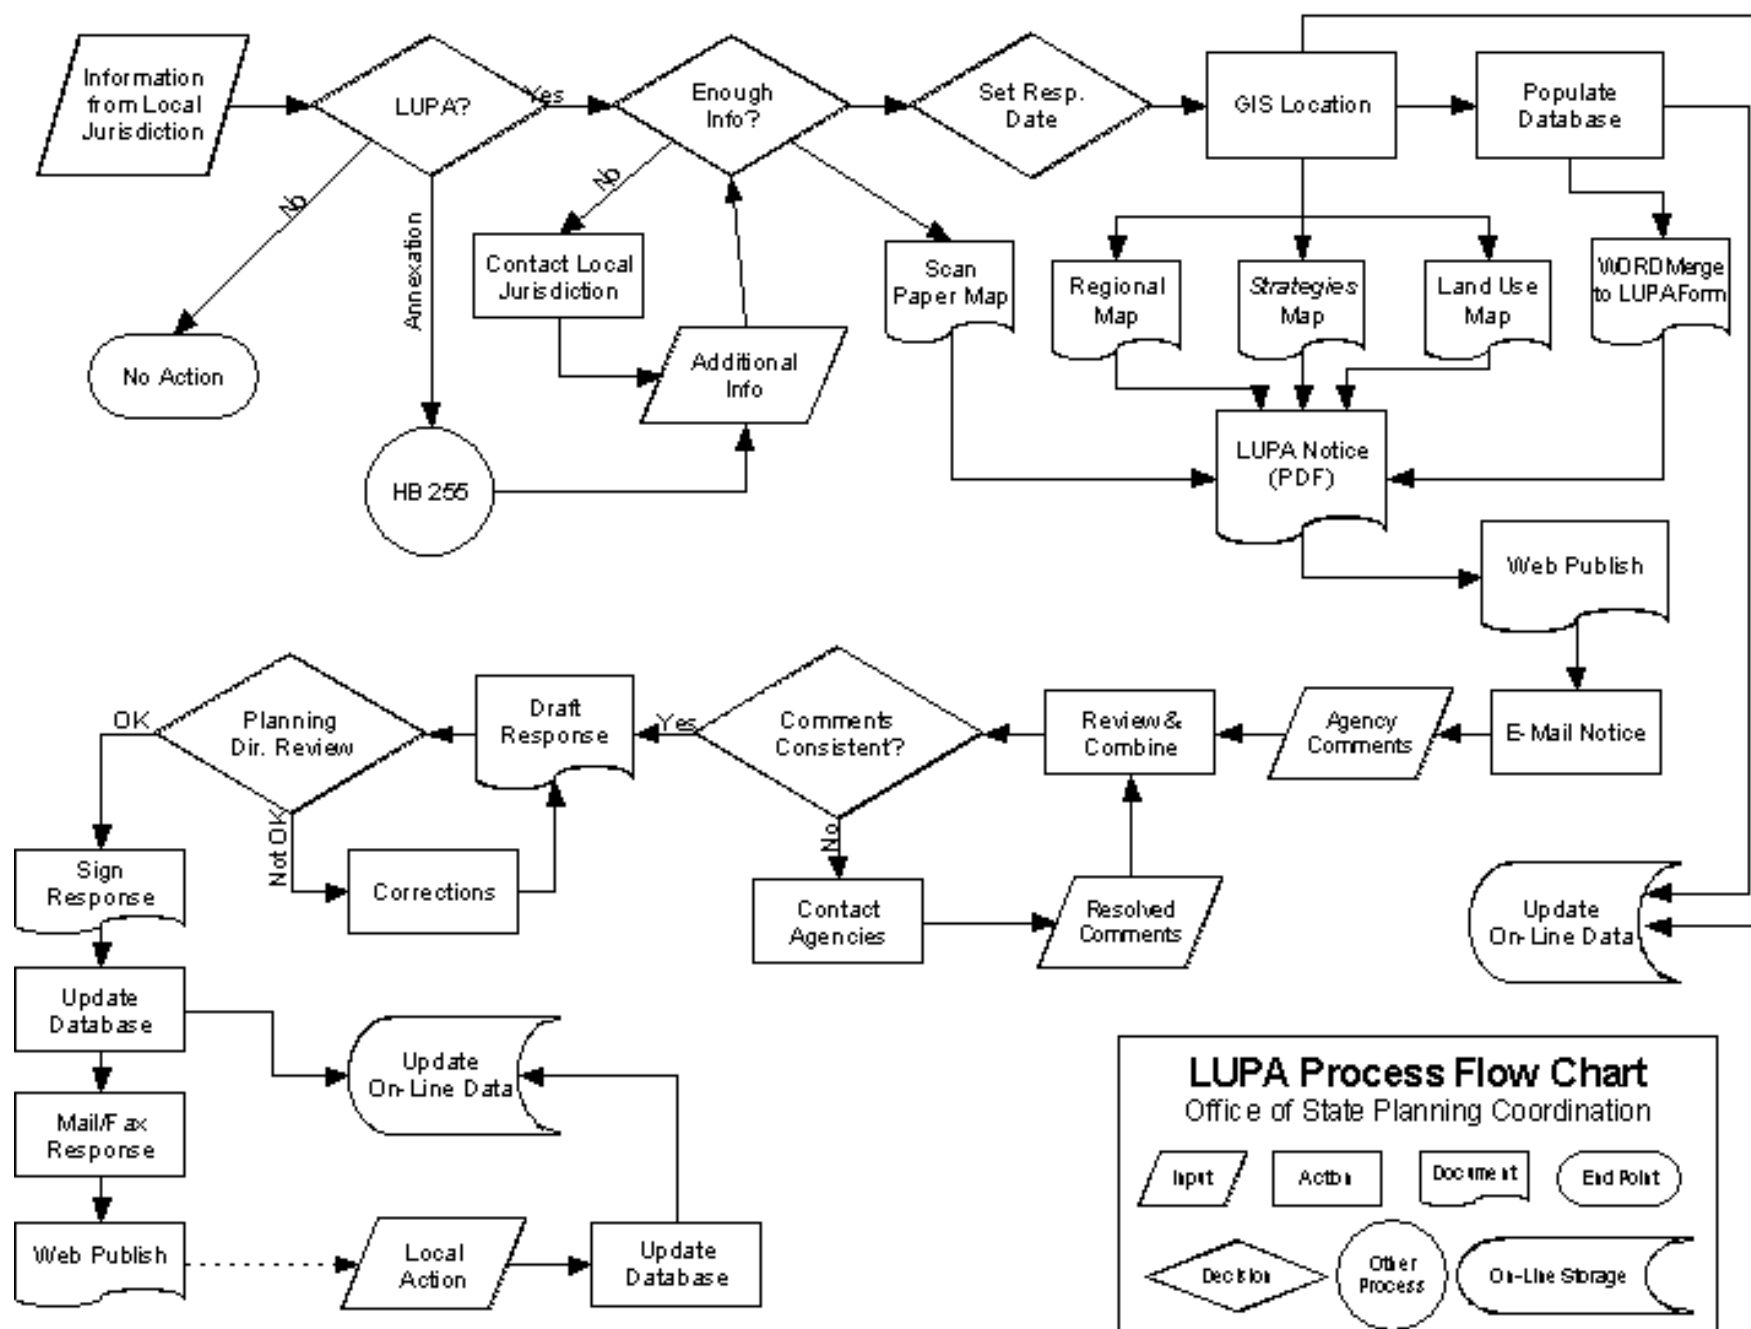 Information
from Local
Jurisdiction
LUPA?
Yes
Enough
Info?
Set Resp.
Date
GIS Location
Populate
Database
No
Annexation
No
Contact Local
Jurisdiction
Scan
Paper Map
Regional
Map
Strategies
Map
Land Use
Map
WORDMerge
to LUPAForm
No Action
Additional
Info
HB 255
LUPA Notice
(PDF)
Web Publish
OK
Planning
Dir. Review
Draft
Response
Yes
Comments
Consistent?
Review &
Combine
Agency
Comments
E-Mail Notice
Not OK
No
Sign
Response
Corrections
Contact
Agencies
Resolved
Comments
Update
On-Line Data
Update
Database
Update
On-Line Data
Mail/Fax
Response
Web Publish
Local
Action
Update
Database
LUPA Process Flow Chart
Office of State Planning Coordination
Input
Action
Document
End Point
Decision
Other
Process
On-Line Storage